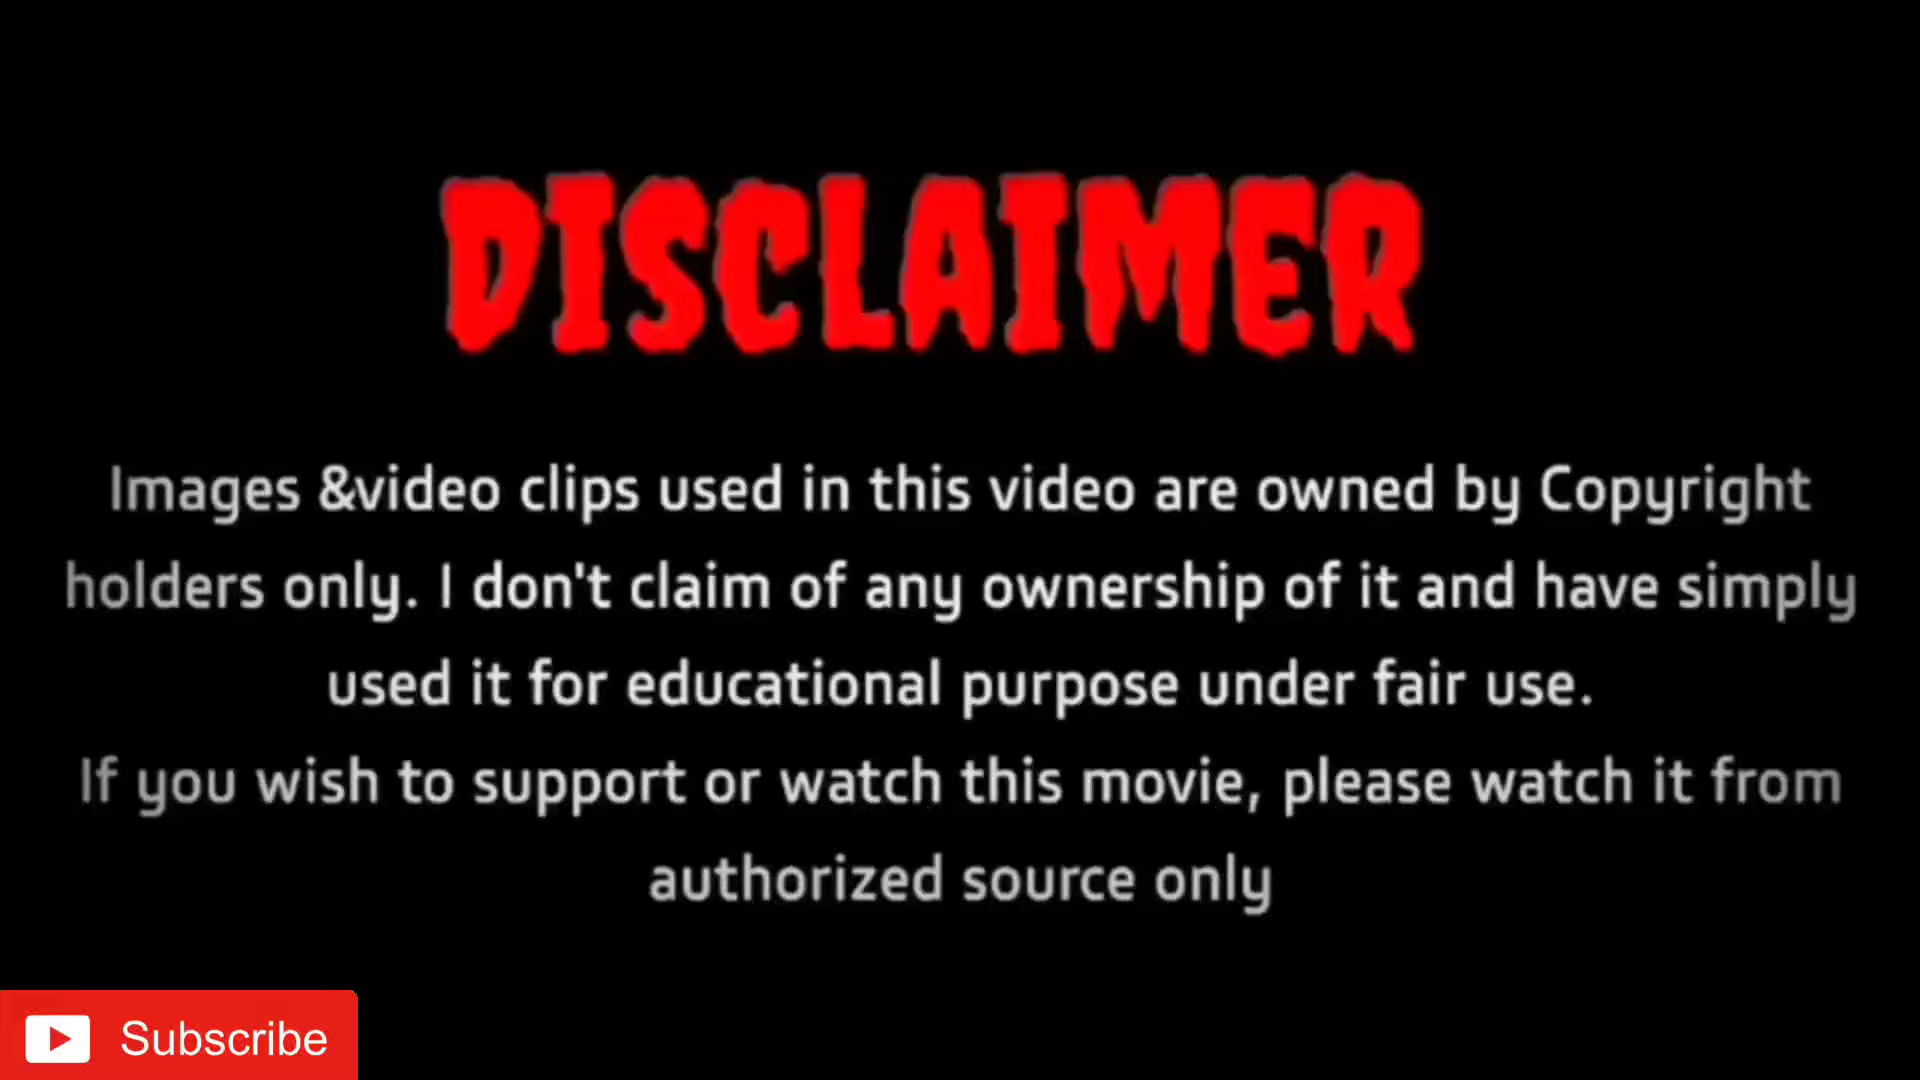 DISCLAIMER
Images &video clips used in this video are owned by Copyright
holders only. I don't claim of any ownership of it and have simply
used it for educational purpose under fair use.
If you wish to support or watch this movie, please watch it from
authorized source only
Subscribe